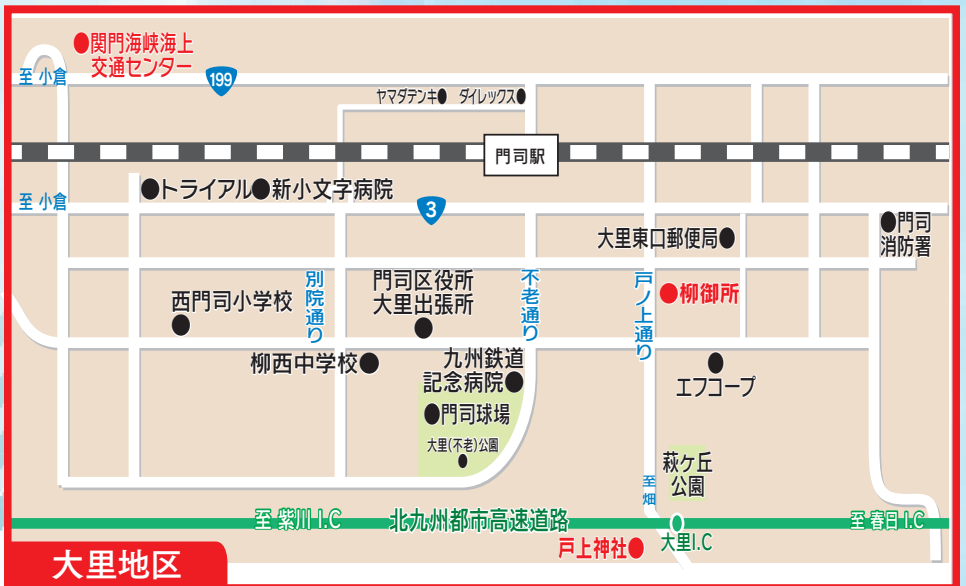 関門海峡海上
交通センター
至 小倉
199
ヤマダデンキ
ダイレックス
門司駅
トライアル
新小文字病院
至 小倉
3
門司
消防署
大里東口郵便局
門司区役所
大里出張所
別院通り
不老通り
戸ノ上通り
柳御所
西門司小学校
柳西中学校
九州鉄道
記念病院
エフコープ
門司球場
大里(不老)公園
萩ケ丘
公園
至
畑
至 紫川 I.C
北九州都市高速道路
至 春日 I.C
戸上神社
大里I.C
大里地区